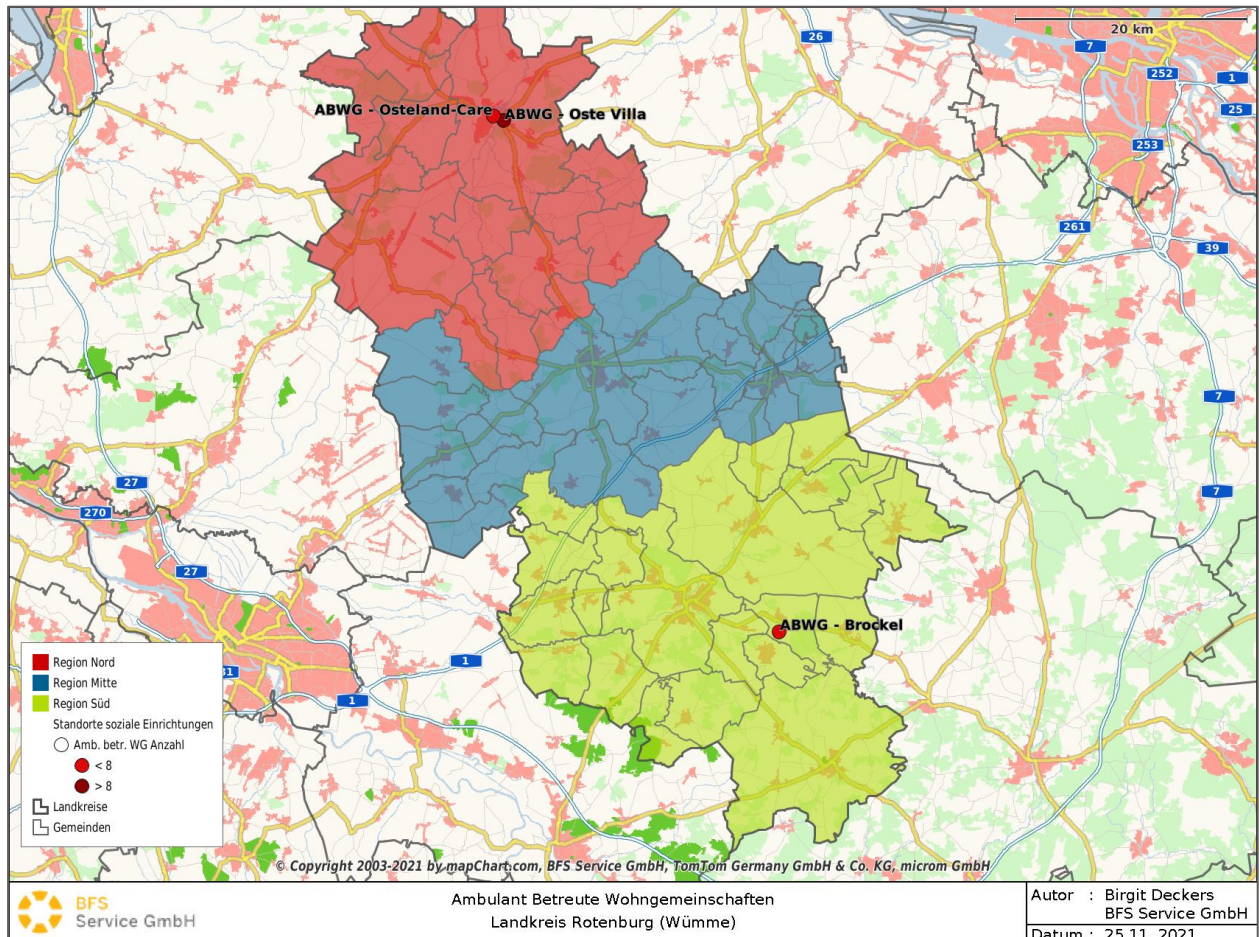 20 km
26
7
252
1
25
253
261
39
7
7
27
270
27
1
1
ABWG - Osteland-Care
ABWG - Oste Villa
ABWG - Brockel
Region Nord
Region Mitte
Region Süd
Standorte soziale Einrichtungen
Amb. betr. WG Anzahl
< 8
> 8
Landkreise
Gemeinden
© Copyright 2003-2021 by mapChart.com, BFS Service GmbH, TomTom Germany GmbH & Co. KG, microm GmbH
BFS
Service GmbH
Ambulant Betreute Wohngemeinschaften
Landkreis Rotenburg (Wümme)
Autor : Birgit Deckers
BFS Service GmbH
Datum : 25.11.2021